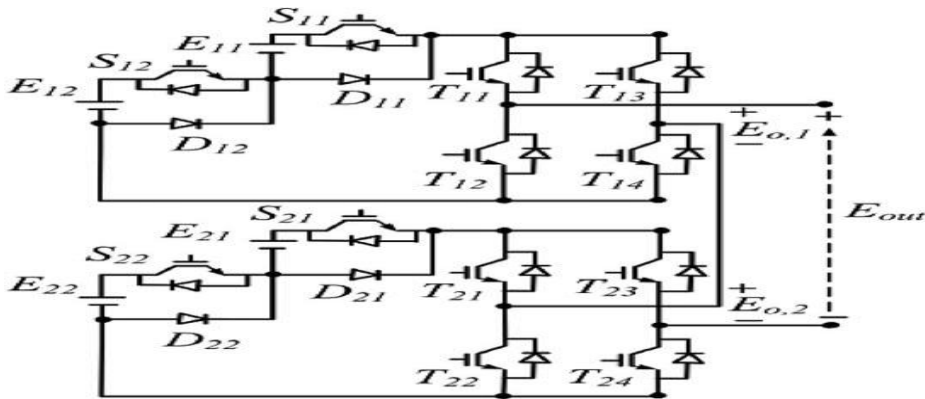 S11
E11
S12
E12
D11
D12
T11
T13
T12
T14
+
Eo,1
−
+
Eout
−
S21
E21
S22
E22
D21
D22
T21
T23
T22
T24
+
Eo,2
−